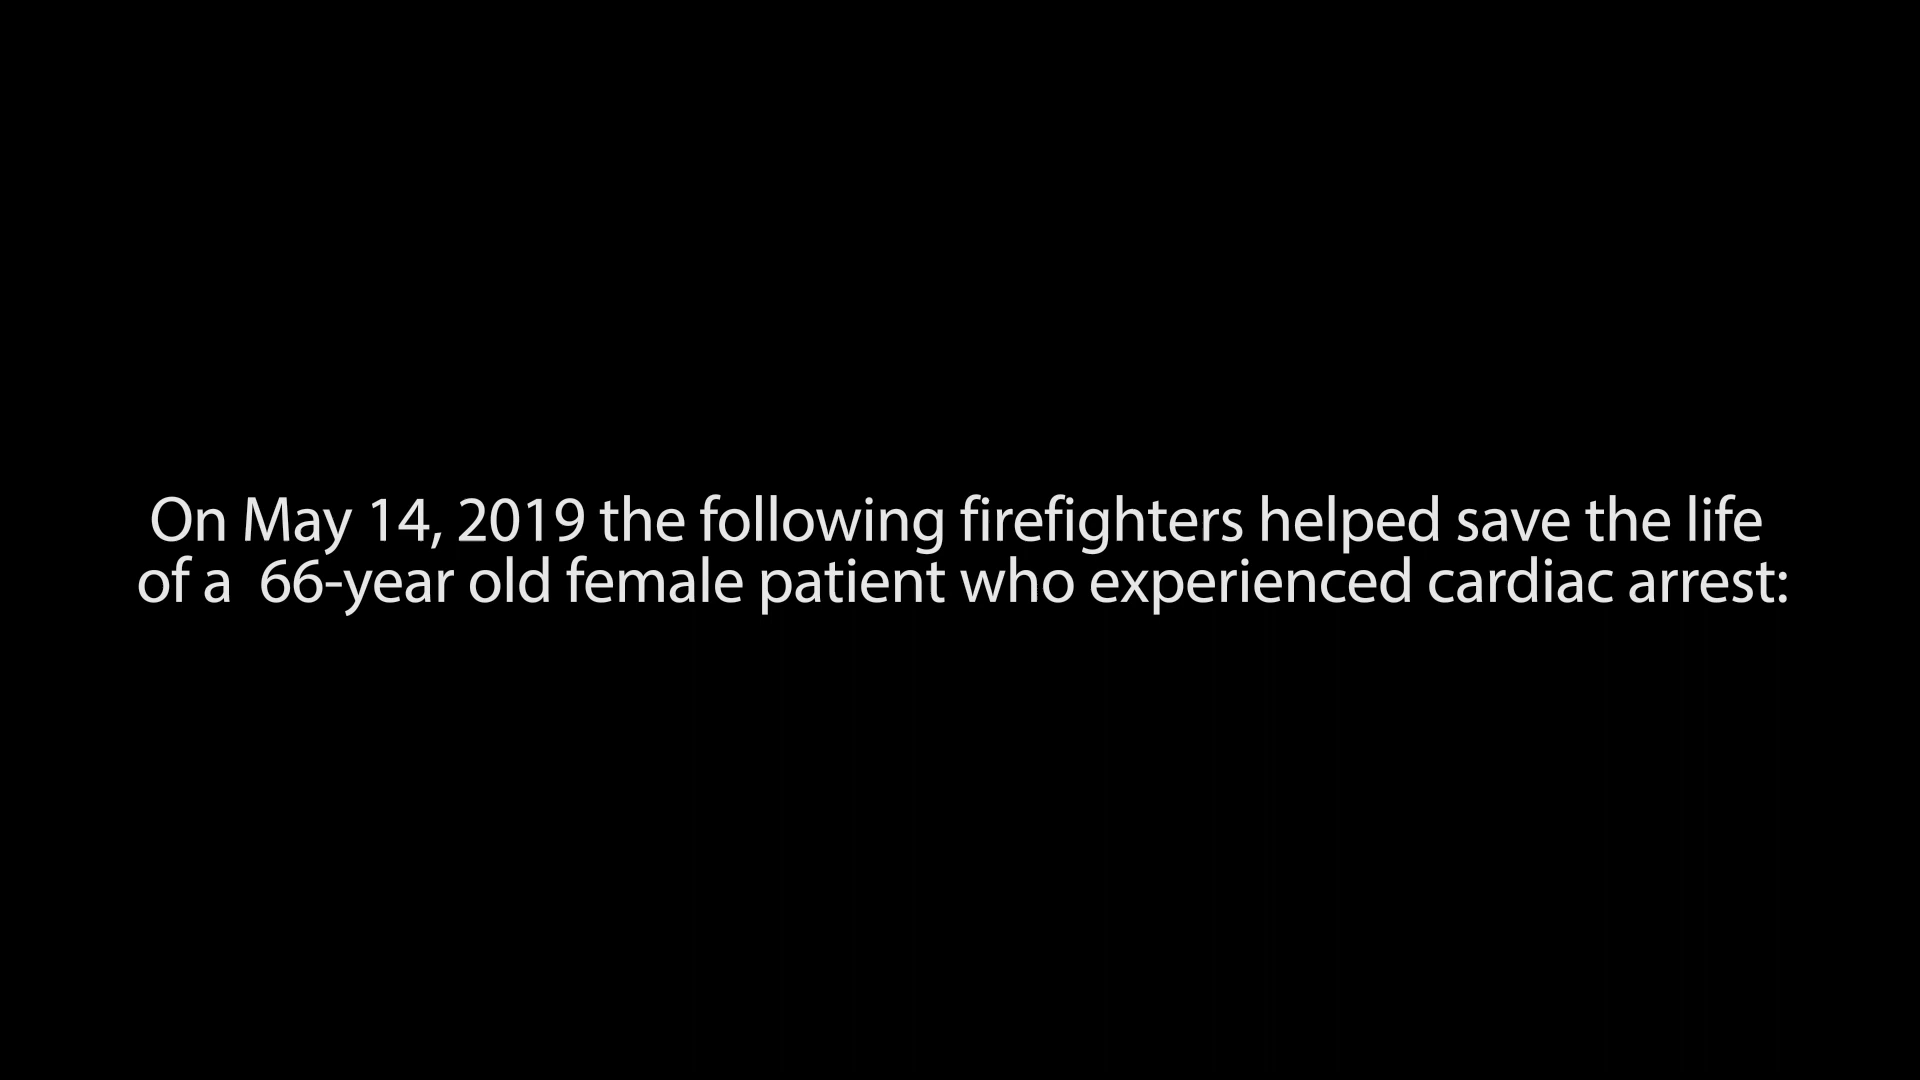 On May 14, 2019 the following firefighters helped save the life
of a  66-year old female patient who experienced cardiac arrest: